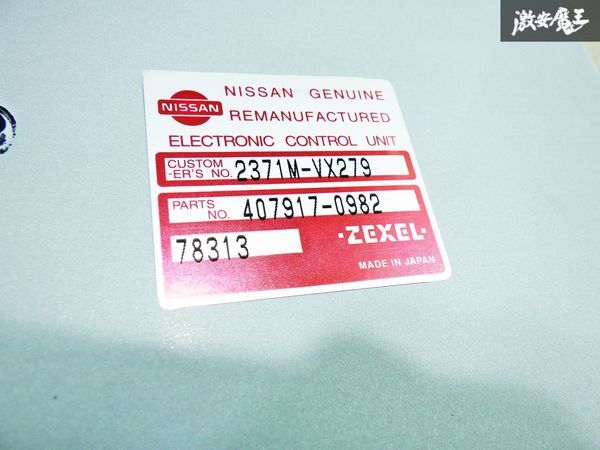 激安魔王
NISSAN
NISSAN GENUINE
REMANUFACTURED
ELECTRONIC CONTROL UNIT
CUSTOM
-ER'S NO. 2371M-VX279
PARTS
NO. 407917-0982
78313
·ZEXEL·
MADE IN JAPAN